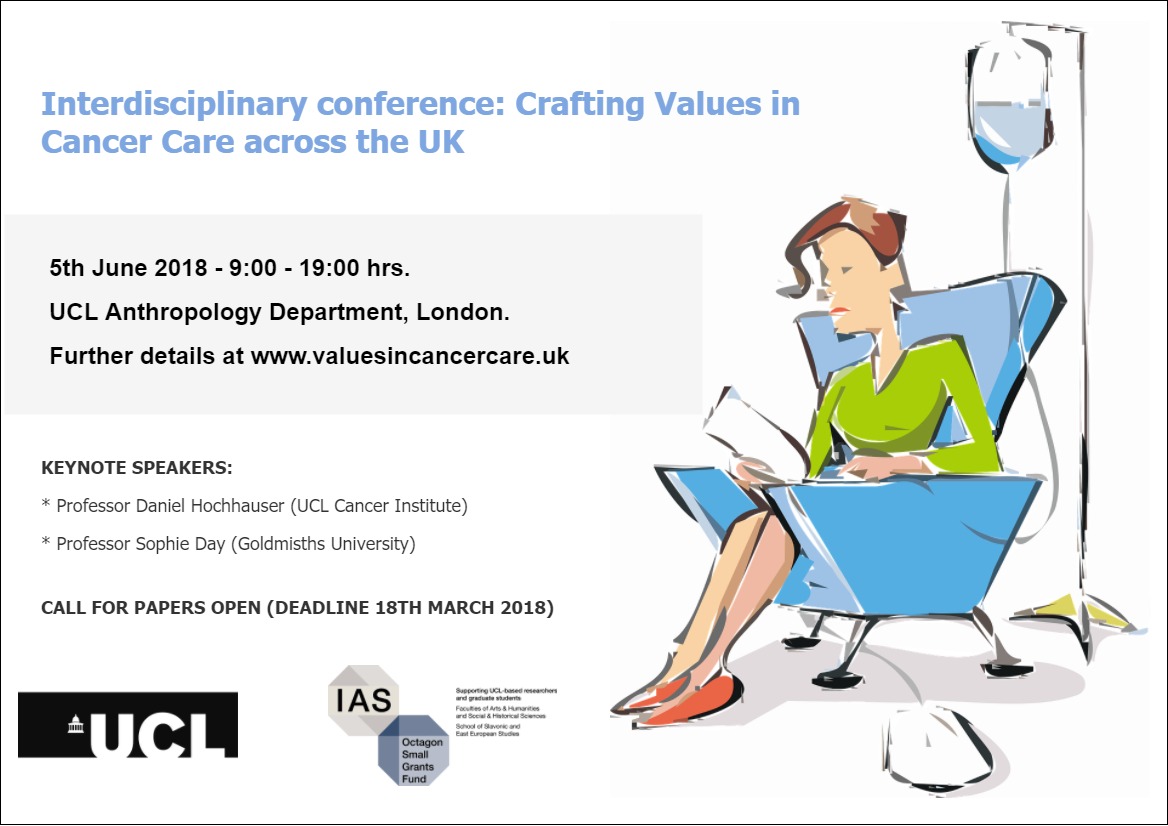 Interdisciplinary conference: Crafting Values in
Cancer Care across the UK
5th June 2018 - 9:00 - 19:00 hrs.
UCL Anthropology Department, London.
Further details at www.valuesincancercare.uk
KEYNOTE SPEAKERS:
* Professor Daniel Hochhauser (UCL Cancer Institute)
* Professor Sophie Day (Goldmisths University)
CALL FOR PAPERS OPEN (DEADLINE 18TH MARCH 2018)
UCL
IAS
Octagon
Small
Grants
Fund
Supporting UCL-based researchers
and graduate students
Faculties of Arts & Humanities
and Social & Historical Sciences
School of Slavonic and
East European Studies